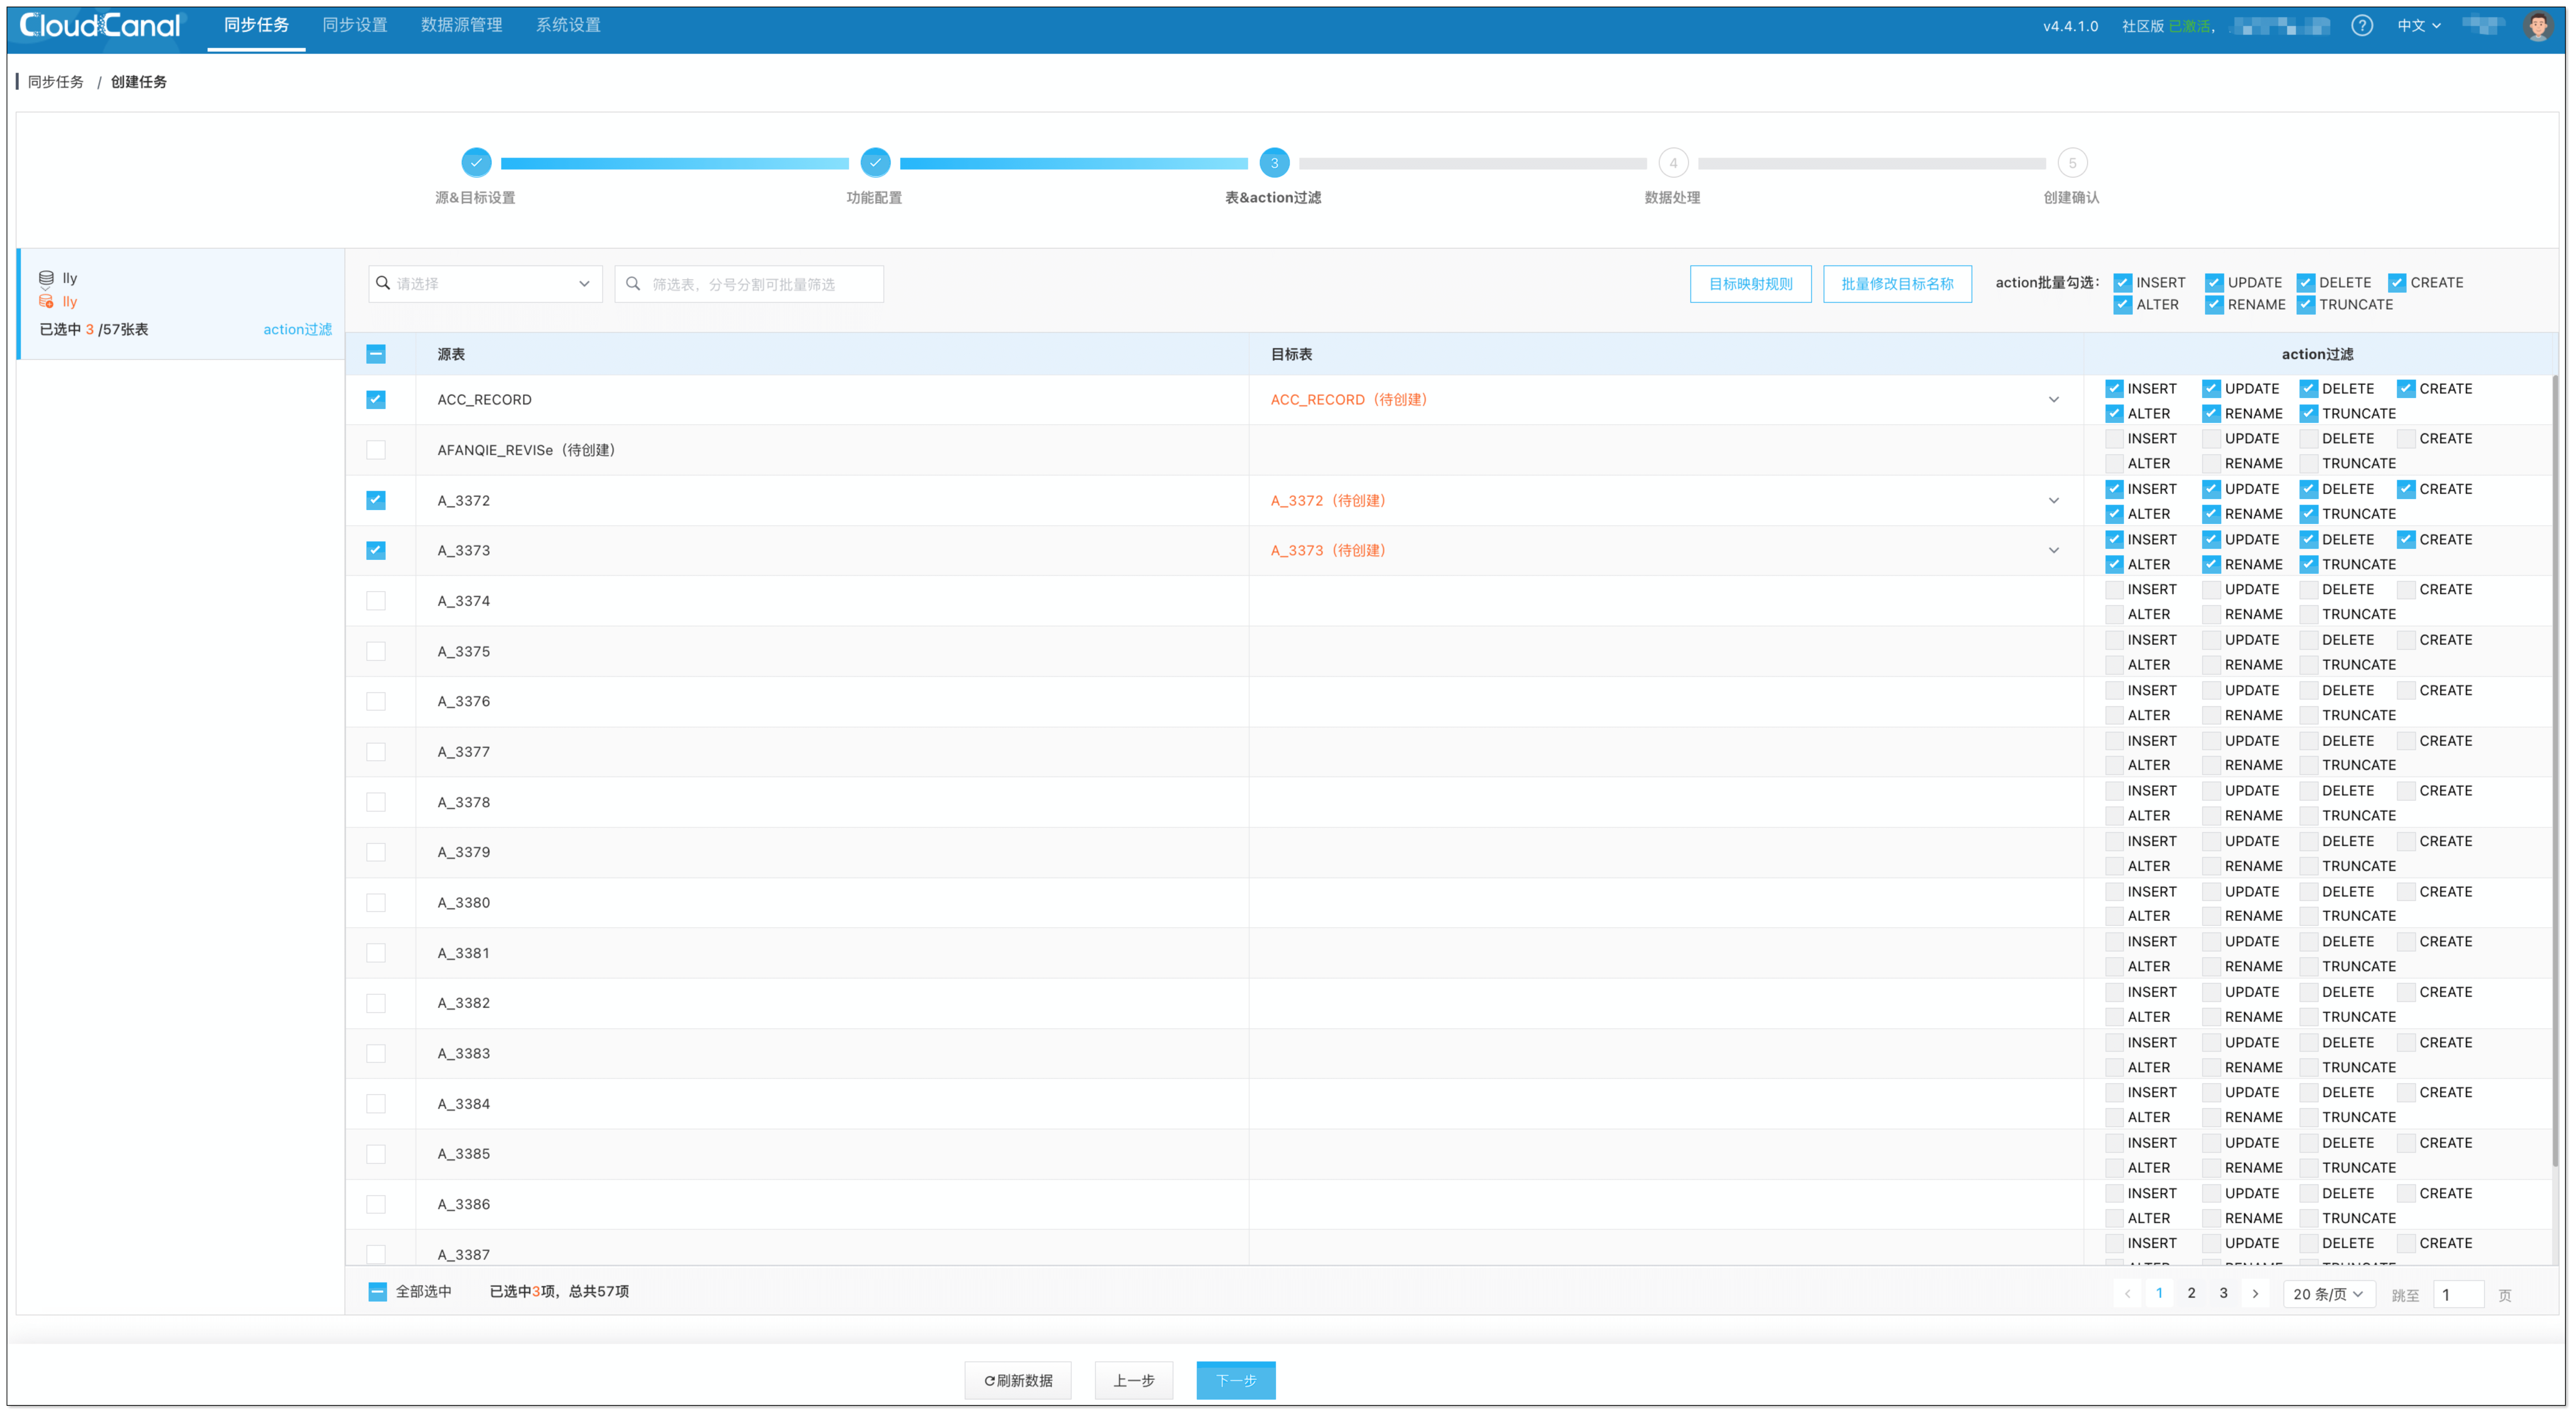 CloudCanal 同步任务 同步设置 数据源管理 系统设置 v4.4.1.0 社区版 已激活, ? 中文
同步任务 / 创建任务
3 4 5
源&目标设置 功能配置 表&action过滤 数据处理 创建确认
lly
lly
已选中 3 /57张表 action过滤
请选择 筛选表，分号分割可批量筛选 目标映射规则 批量修改目标名称 action批量勾选： INSERT UPDATE DELETE CREATE
ALTER RENAME TRUNCATE
源表 目标表 action过滤
ACC_RECORD ACC_RECORD（待创建） INSERT UPDATE DELETE CREATE
ALTER RENAME TRUNCATE
AFANQIE_REVISe（待创建） INSERT UPDATE DELETE CREATE
ALTER RENAME TRUNCATE
A_3372 A_3372（待创建） INSERT UPDATE DELETE CREATE
ALTER RENAME TRUNCATE
A_3373 A_3373（待创建） INSERT UPDATE DELETE CREATE
ALTER RENAME TRUNCATE
A_3374 INSERT UPDATE DELETE CREATE
ALTER RENAME TRUNCATE
A_3375 INSERT UPDATE DELETE CREATE
ALTER RENAME TRUNCATE
A_3376 INSERT UPDATE DELETE CREATE
ALTER RENAME TRUNCATE
A_3377 INSERT UPDATE DELETE CREATE
ALTER RENAME TRUNCATE
A_3378 INSERT UPDATE DELETE CREATE
ALTER RENAME TRUNCATE
A_3379 INSERT UPDATE DELETE CREATE
ALTER RENAME TRUNCATE
A_3380 INSERT UPDATE DELETE CREATE
ALTER RENAME TRUNCATE
A_3381 INSERT UPDATE DELETE CREATE
ALTER RENAME TRUNCATE
A_3382 INSERT UPDATE DELETE CREATE
ALTER RENAME TRUNCATE
A_3383 INSERT UPDATE DELETE CREATE
ALTER RENAME TRUNCATE
A_3384 INSERT UPDATE DELETE CREATE
ALTER RENAME TRUNCATE
A_3385 INSERT UPDATE DELETE CREATE
ALTER RENAME TRUNCATE
A_3386 INSERT UPDATE DELETE CREATE
ALTER RENAME TRUNCATE
A_3387 INSERT UPDATE DELETE CREATE
全部选中 已选中3项，总共57项 1 2 3 20 条/页 跳至 1 页
刷新数据 上一步 下一步